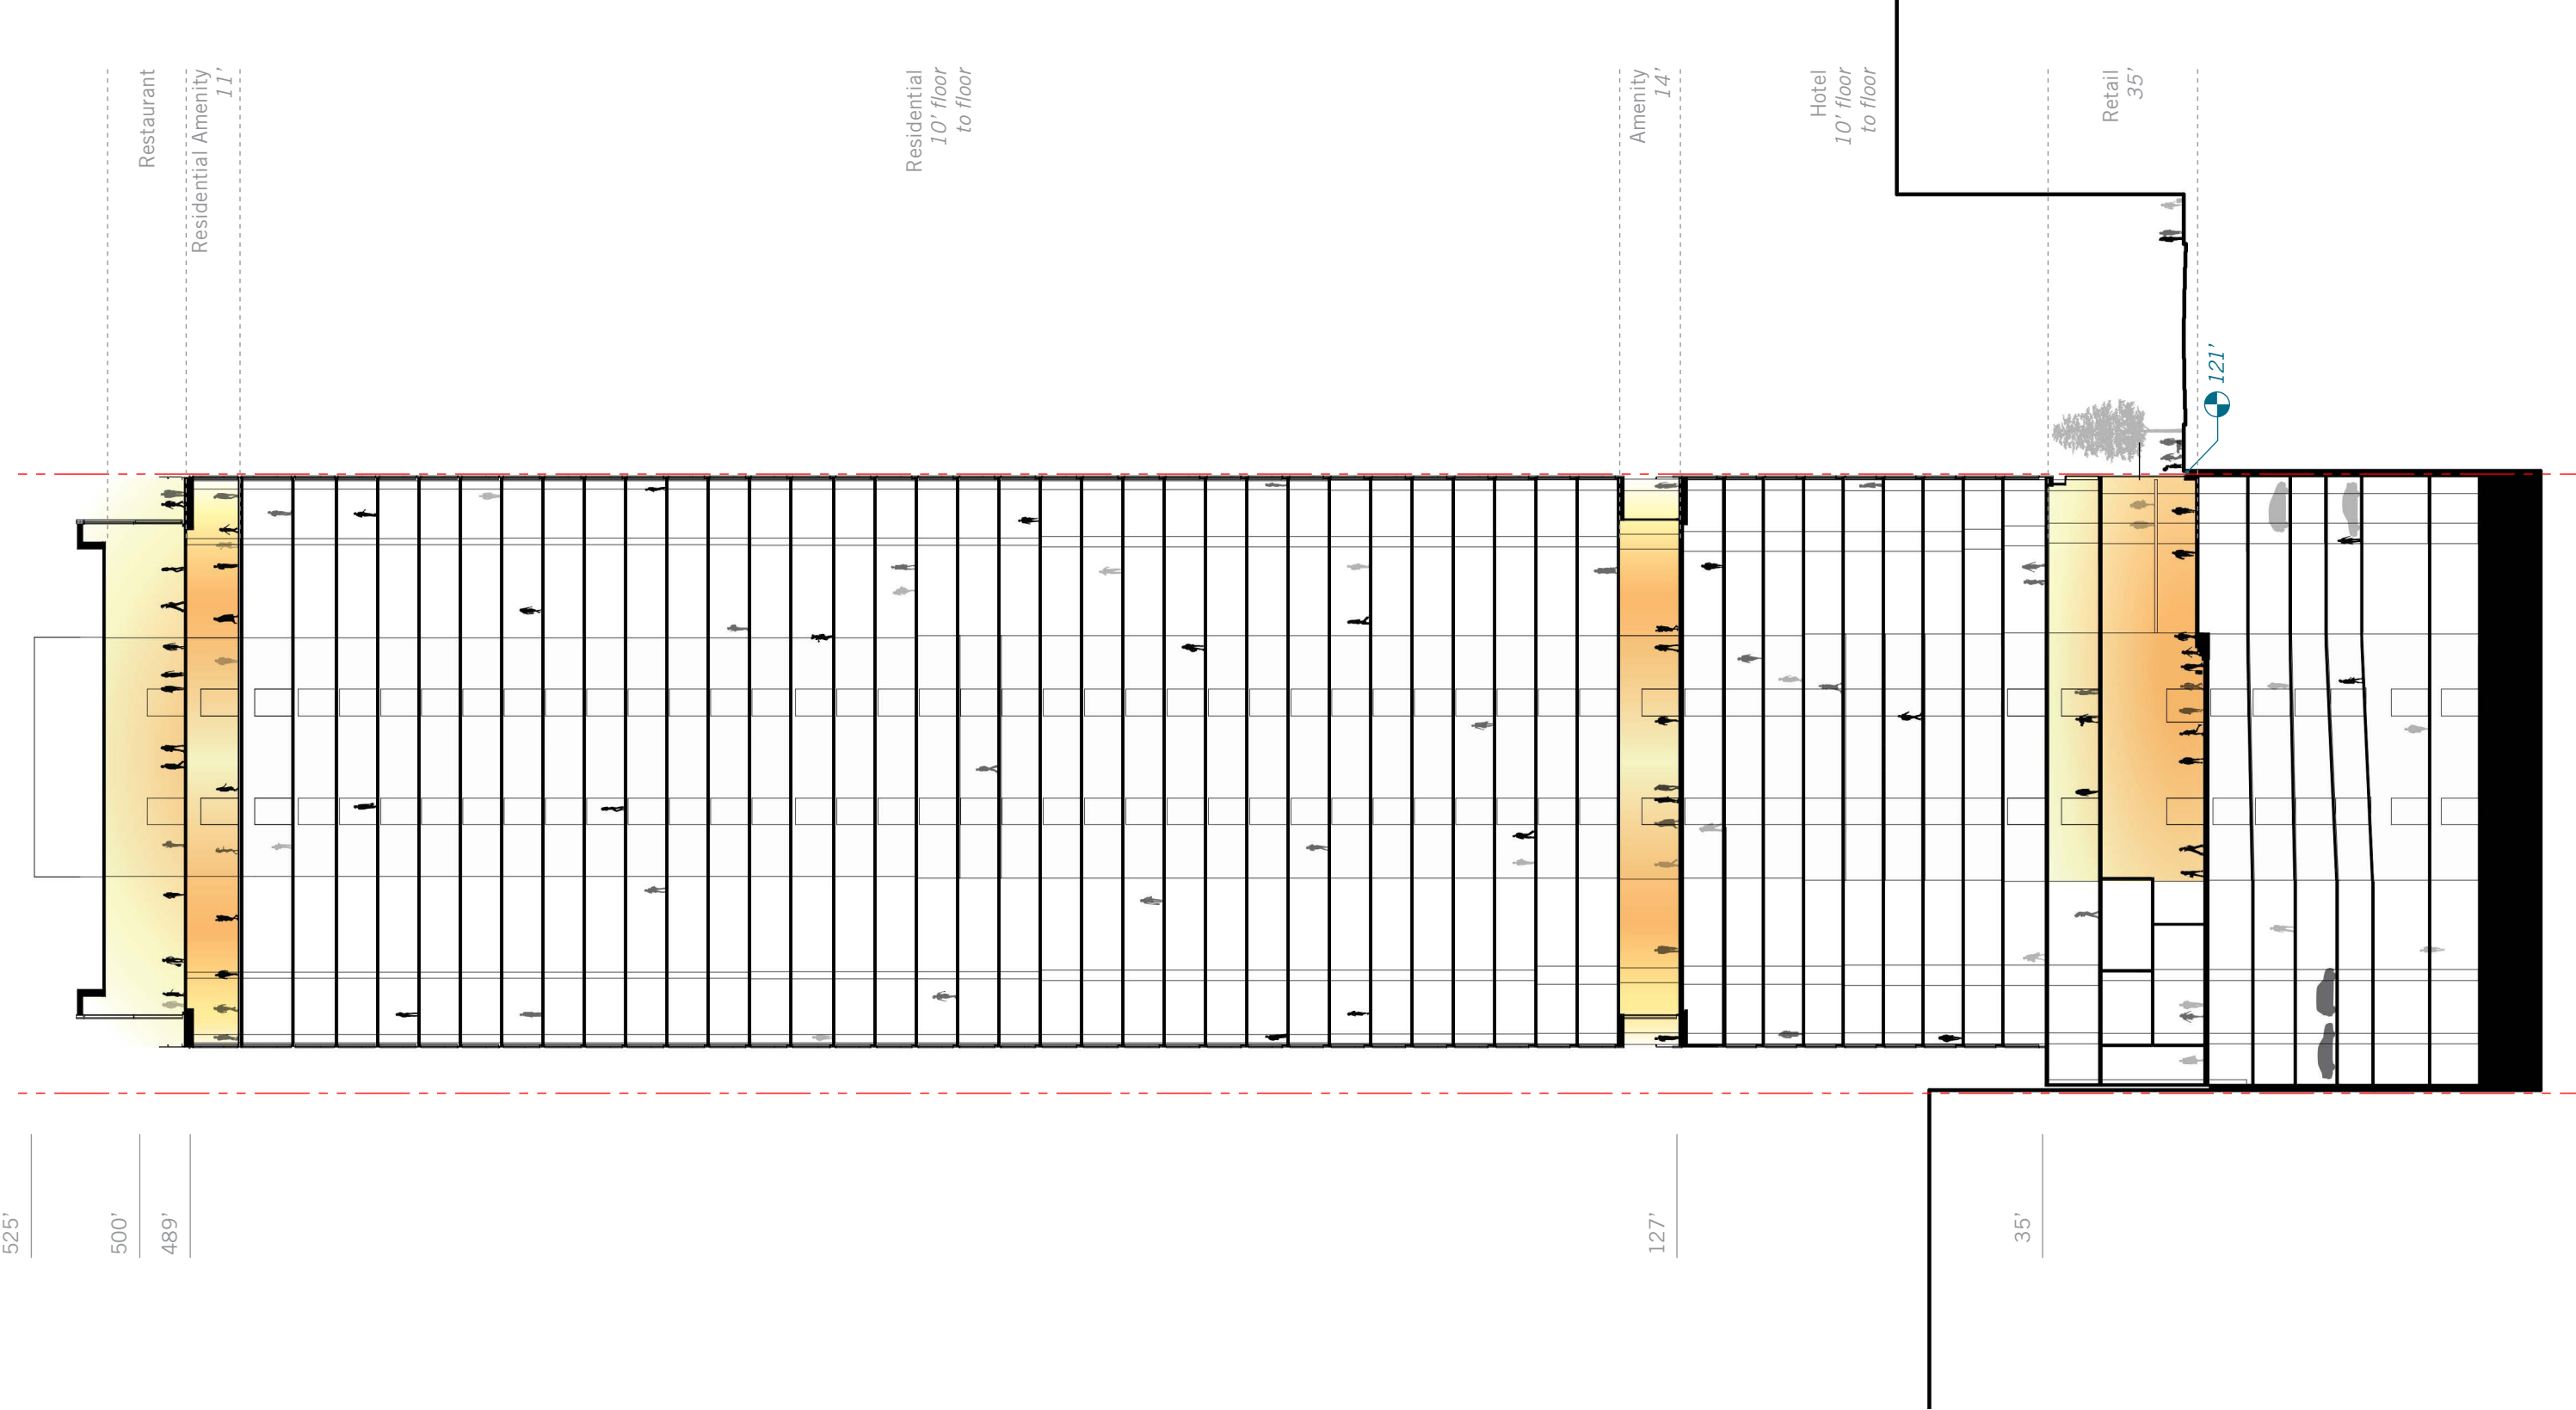 Restaurant
Residential Amenity
11'
Residential
10' floor
to floor
Amenity
14'
Hotel
10' floor
to floor
Retail
35'
121'
525'
500'
489'
127'
35'